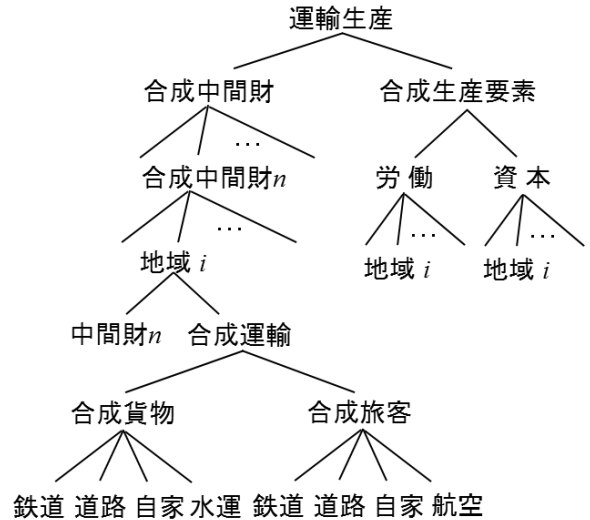 運輸生産
合成中間財 合成生産要素
…
合成中間財n 労 働 資 本
… … …
地域 i 地域 i 地域 i
中間財n 合成運輸
合成貨物 合成旅客
鉄道 道路 自家 水運 鉄道 道路 自家 航空